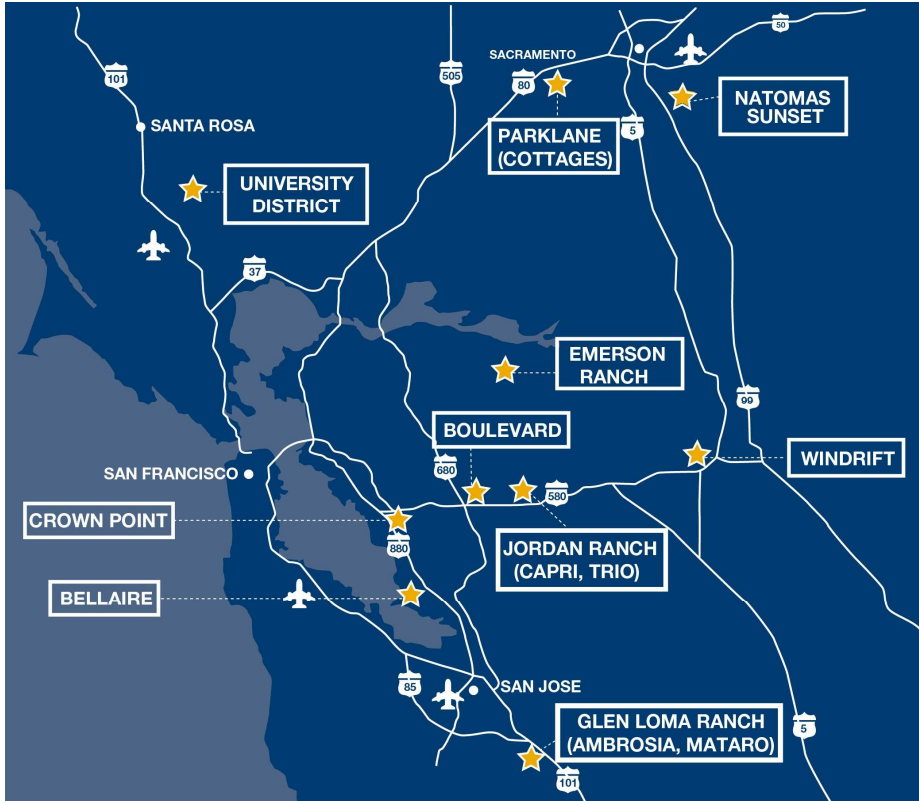 50
SACRAMENTO
101
505
80
NATOMAS
SUNSET
SANTA ROSA
PARKLANE
(COTTAGES)
5
UNIVERSITY
DISTRICT
37
EMERSON
RANCH
99
BOULEVARD
SAN FRANCISCO
680
WINDRIFT
580
CROWN POINT
880
JORDAN RANCH
(CAPRI, TRIO)
BELLAIRE
85
SAN JOSE
GLEN LOMA RANCH
(AMBROSIA, MATARO)
5
101